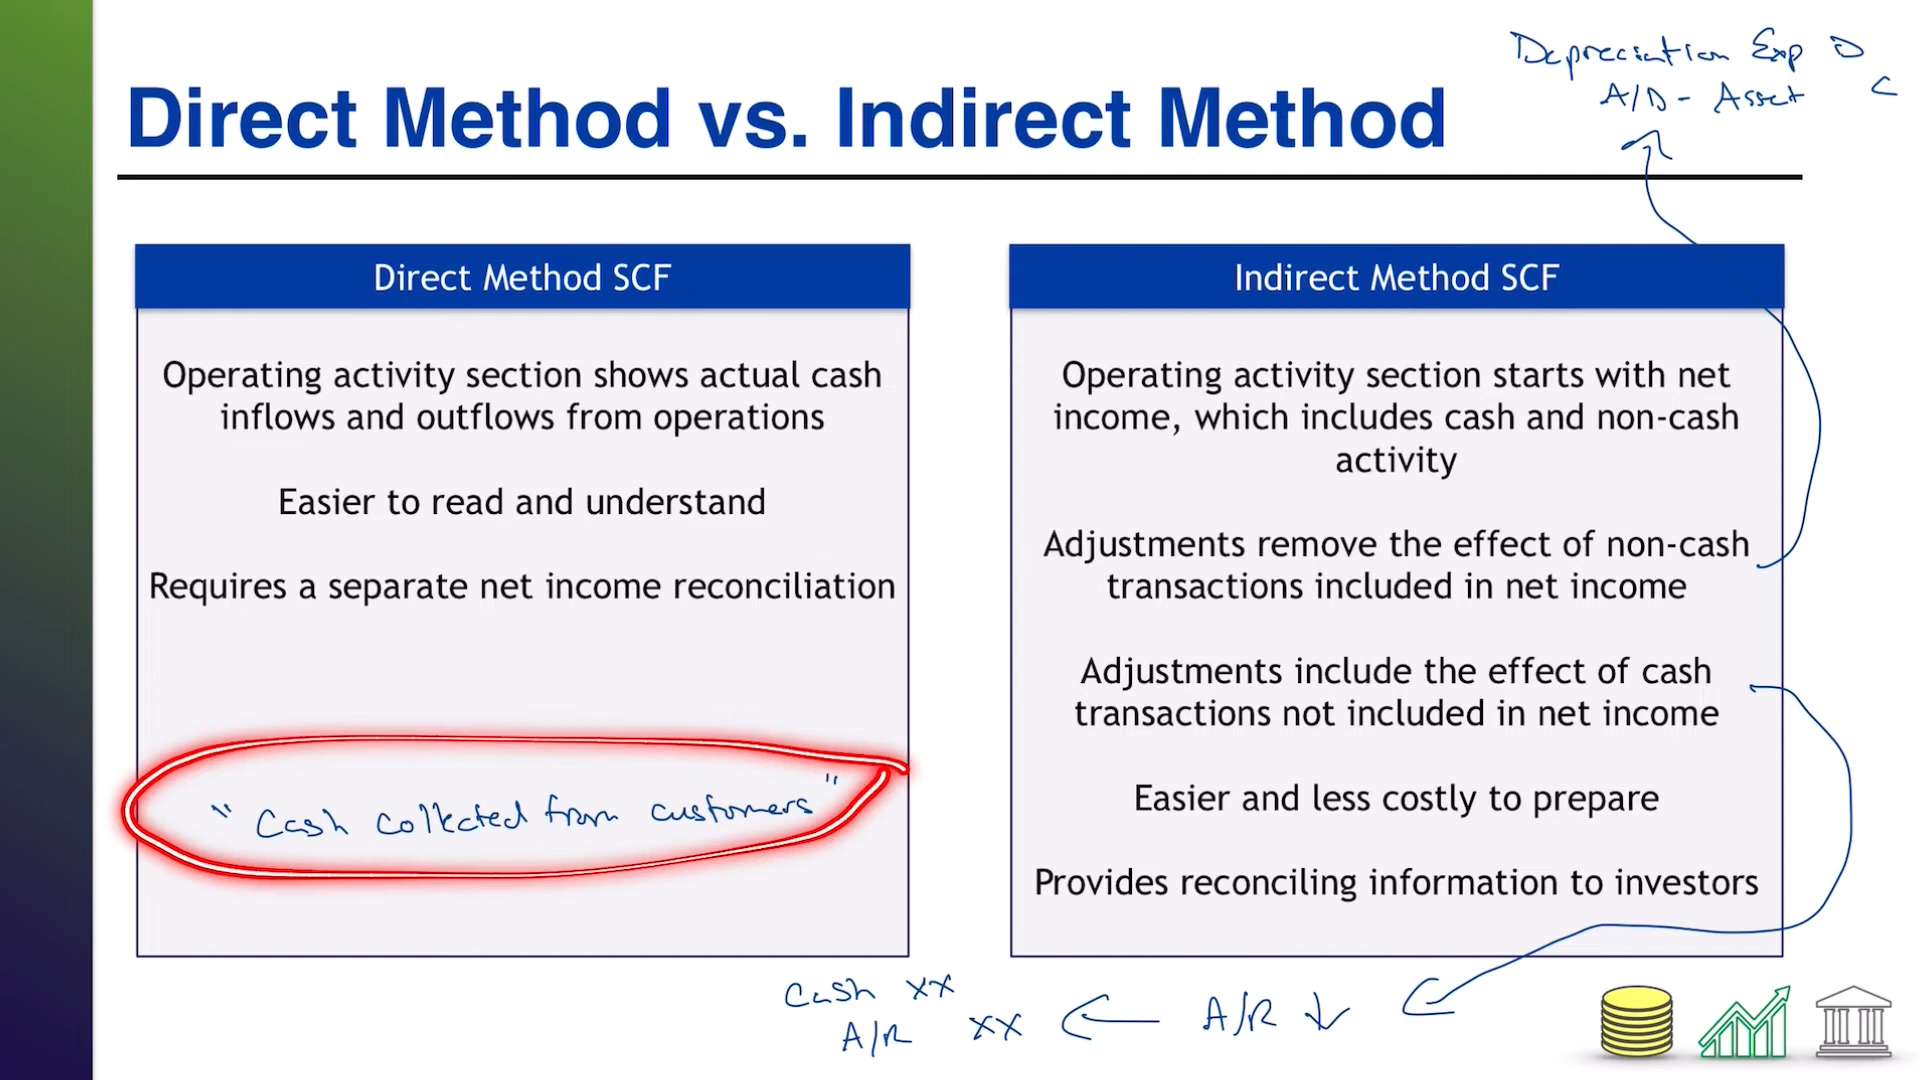 Depreciation Exp D
A/D - Asset C
Direct Method vs. Indirect Method
Direct Method SCF
Operating activity section shows actual cash
inflows and outflows from operations
Easier to read and understand
Requires a separate net income reconciliation
" Cash collected from customers "
Indirect Method SCF
Operating activity section starts with net
income, which includes cash and non-cash
activity
Adjustments remove the effect of non-cash
transactions included in net income
Adjustments include the effect of cash
transactions not included in net income
Easier and less costly to prepare
Provides reconciling information to investors
Cash xx
A/R xx ← A/R ↓